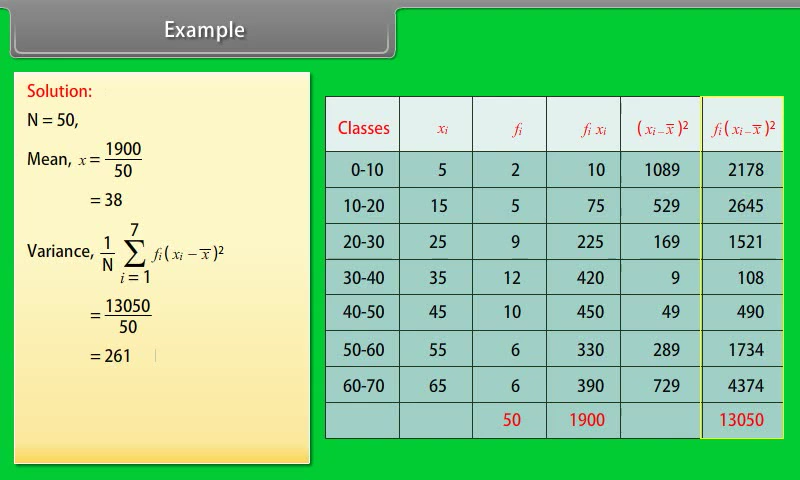 Example
Solution:
N = 50,
Mean, x = 1900/50
= 38
Variance, 1/N 7∑i = 1 fᵢ(xᵢ − x̅)²
= 13050/50
= 261
Classes xᵢ fᵢ fᵢ xᵢ (xᵢ − x̅)² fᵢ(xᵢ − x̅)²
0-10 5 2 10 1089 2178
10-20 15 5 75 529 2645
20-30 25 9 225 169 1521
30-40 35 12 420 9 108
40-50 45 10 450 49 490
50-60 55 6 330 289 1734
60-70 65 6 390 729 4374
50 1900 13050